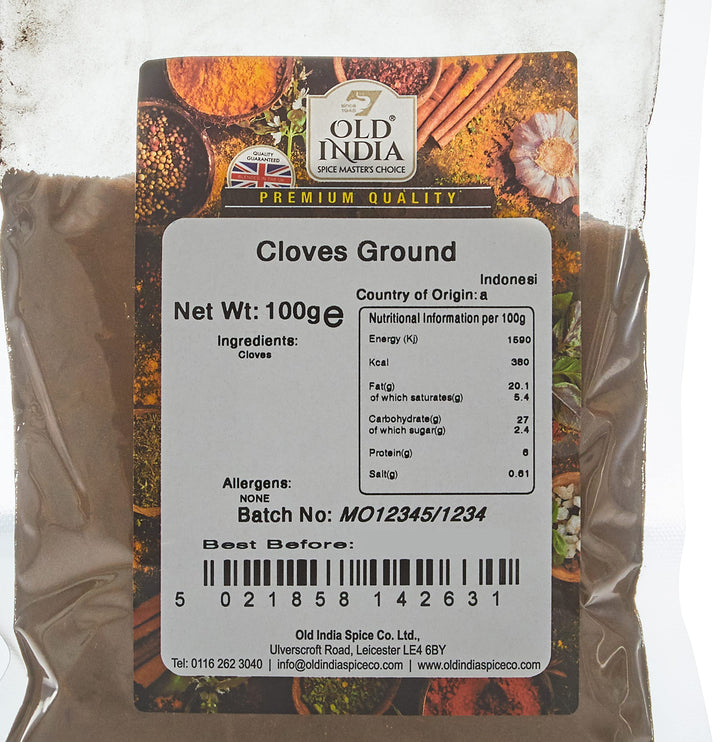 since
1948
OLD®
INDIA
SPICE MASTER'S CHOICE
QUALITY
GUARANTEED
BLENDED IN THE UK
PREMIUM QUALITY
Cloves Ground
Indonesi
Country of Origin:a
Net Wt: 100g e
Nutritional Information per 100g
Ingredients:
Cloves
Energy (Kj) 1590
Kcal 380
Fat(g) 20.1
of which saturates(g) 5.4
Carbohydrate(g) 27
of which sugar(g) 2.4
Protein(g) 6
Salt(g) 0.61
Allergens:
NONE
Batch No: MO12345/1234
Best Before:
5 021858 142631
Old India Spice Co. Ltd.,
Ulverscroft Road, Leicester LE4 6BY
Tel: 0116 262 3040 | info@oldindiaspiceco.com | www.oldindiaspiceco.com